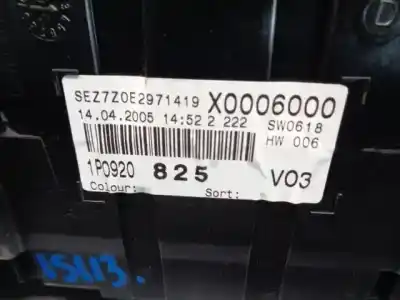 SEZ7Z0E2971419 X0006000
14.04.2005 14:52 2 222 SW0618
HW 006
1P0920 825 V03
Colour: Sort: